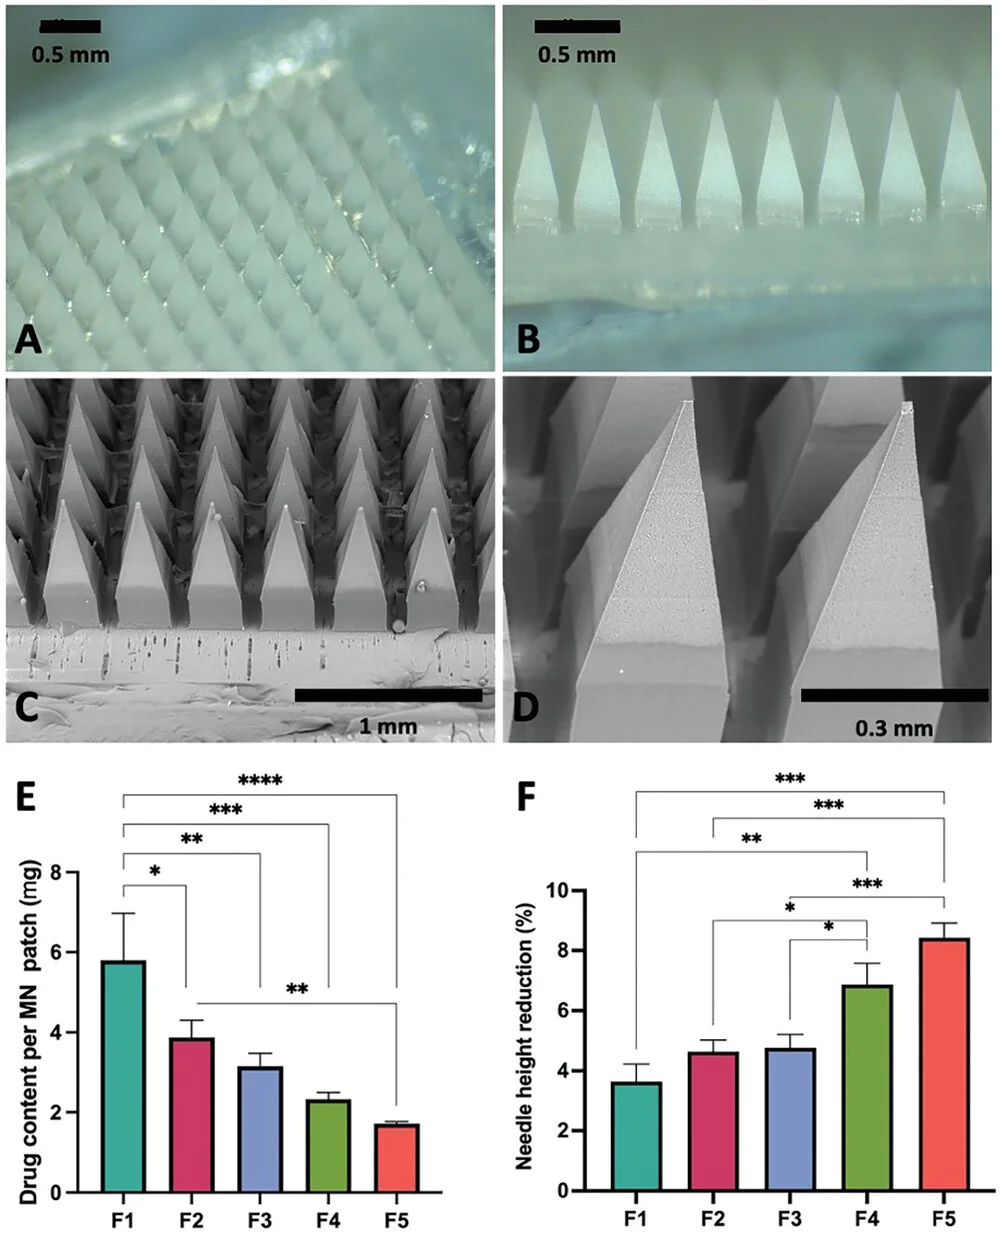 0.5 mm
0.5 mm
A
B
C
1 mm
D
0.3 mm
E
****
***
**
*
**
Drug content per MN patch (mg)
8
6
4
2
0
F1 F2 F3 F4 F5
F
***
***
**
***
*
*
Needle height reduction (%)
10
8
6
4
2
0
F1 F2 F3 F4 F5